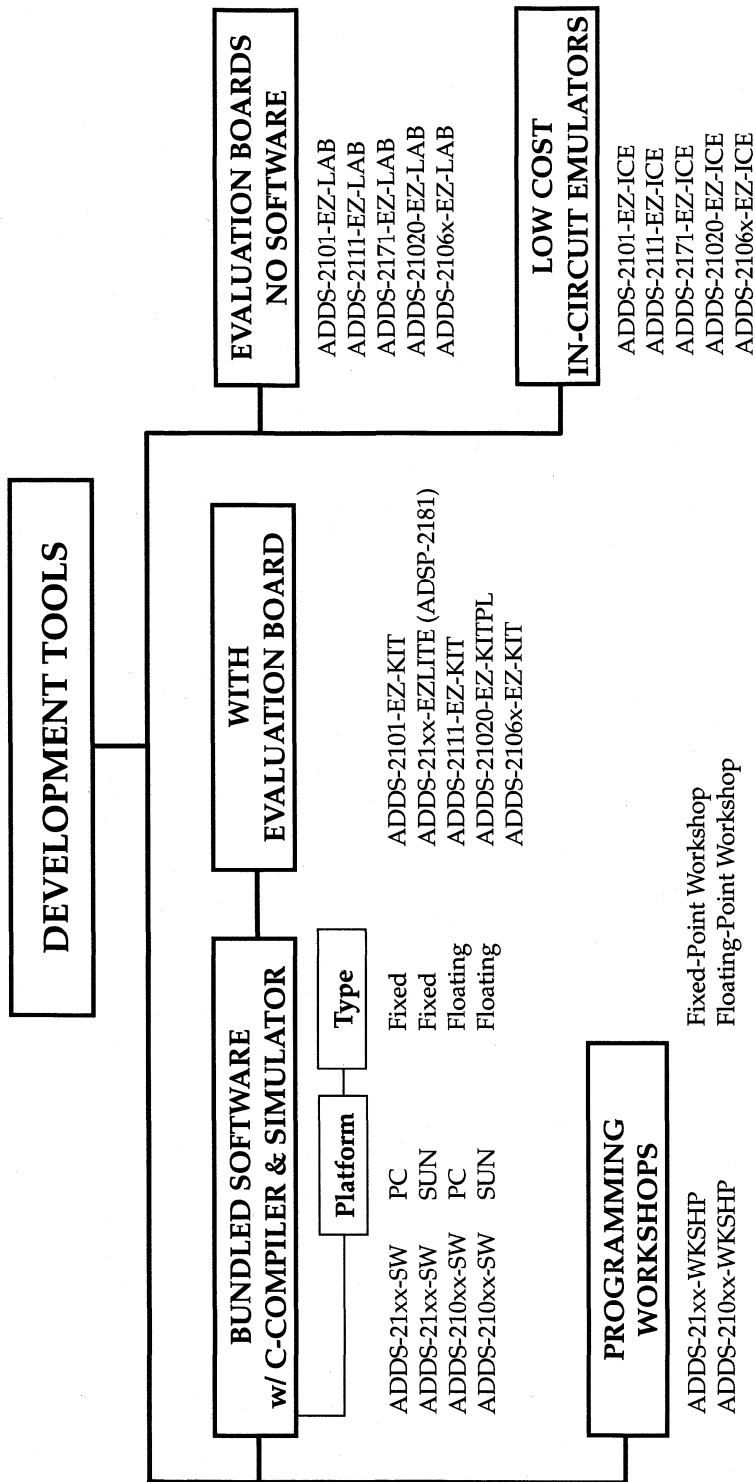 DEVELOPMENT TOOLS
BUNDLED SOFTWARE
w/ C-COMPILER & SIMULATOR
Platform
Type
ADDS-21xx-SW PC Fixed
ADDS-21xx-SW SUN Fixed
ADDS-210xx-SW PC Floating
ADDS-210xx-SW SUN Floating
WITH
EVALUATION BOARD
ADDS-2101-EZ-KIT
ADDS-21xx-EZLITE (ADSP-2181)
ADDS-2111-EZ-KIT
ADDS-21020-EZ-KITPL
ADDS-2106x-EZ-KIT
EVALUATION BOARDS
NO SOFTWARE
ADDS-2101-EZ-LAB
ADDS-2111-EZ-LAB
ADDS-2171-EZ-LAB
ADDS-21020-EZ-LAB
ADDS-2106x-EZ-LAB
PROGRAMMING
WORKSHOPS
ADDS-21xx-WKSHP Fixed-Point Workshop
ADDS-210xx-WKSHP Floating-Point Workshop
LOW COST
IN-CIRCUIT EMULATORS
ADDS-2101-EZ-ICE
ADDS-2111-EZ-ICE
ADDS-2171-EZ-ICE
ADDS-21020-EZ-ICE
ADDS-2106x-EZ-ICE